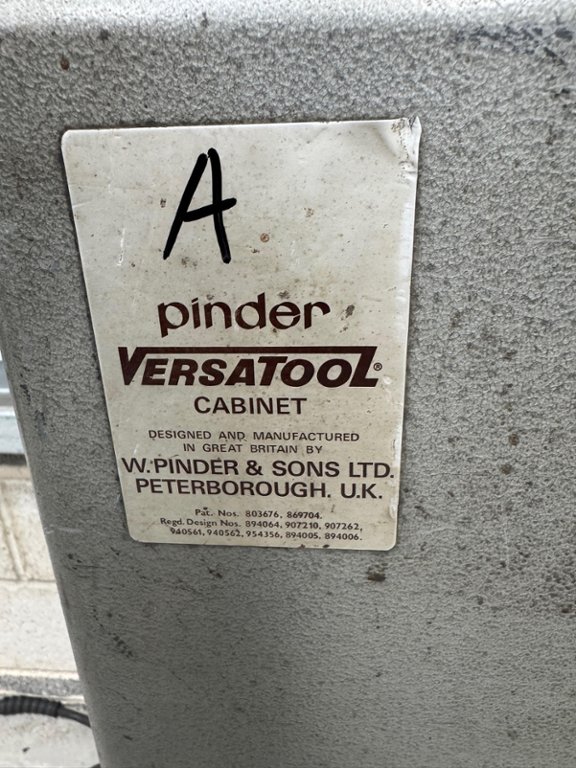 A
pinder
VERSATOOL®
CABINET
DESIGNED AND MANUFACTURED
IN GREAT BRITAIN BY
W.PINDER & SONS LTD.
PETERBOROUGH. U.K.
Pat. Nos. 803676, 869704.
Regd. Design Nos. 894064, 907210, 907262,
940561, 940562, 954356, 894005, 894006.